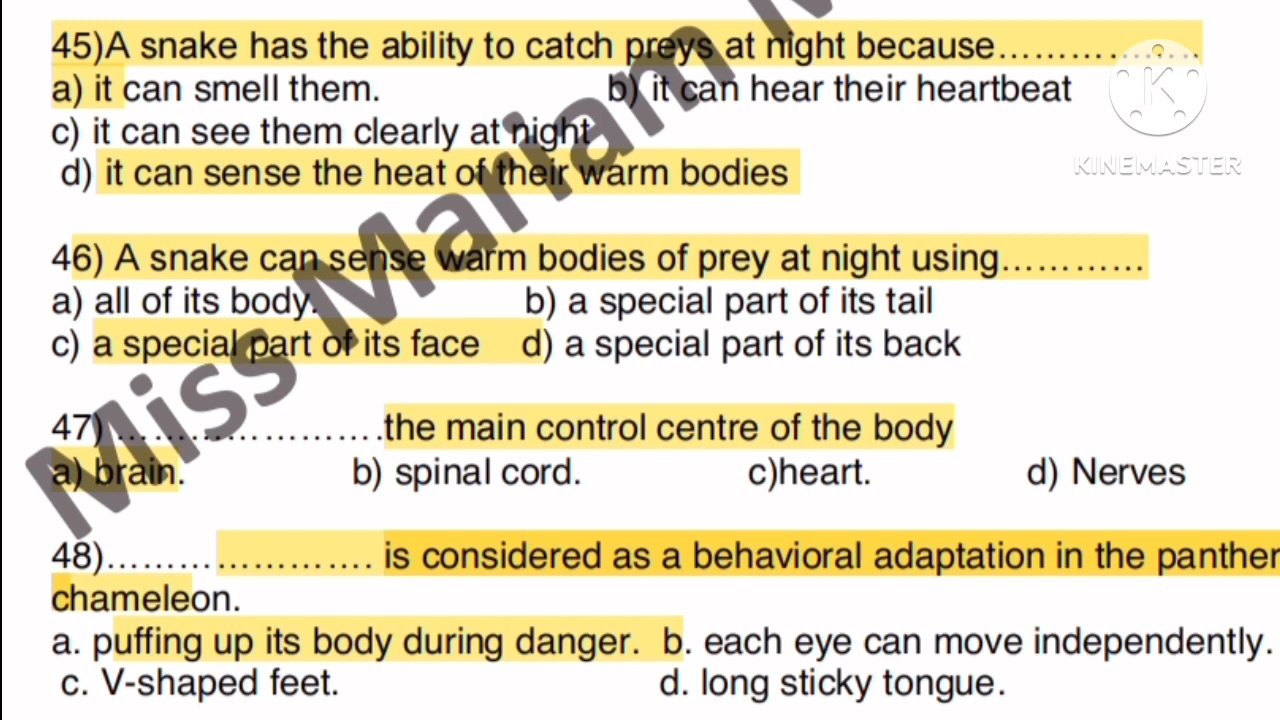 45)A snake has the ability to catch preys at night because………………..
a) it can smell them. b) it can hear their heartbeat
c) it can see them clearly at night
d) it can sense the heat of their warm bodies
46) A snake can sense warm bodies of prey at night using…………
a) all of its body. b) a special part of its tail
c) a special part of its face d) a special part of its back
47) …………………..the main control centre of the body
a) brain. b) spinal cord. c)heart. d) Nerves
48)…………………. is considered as a behavioral adaptation in the panther
chameleon.
a. puffing up its body during danger. b. each eye can move independently.
c. V-shaped feet. d. long sticky tongue.
Miss Mariam M
K
KINEMASTER